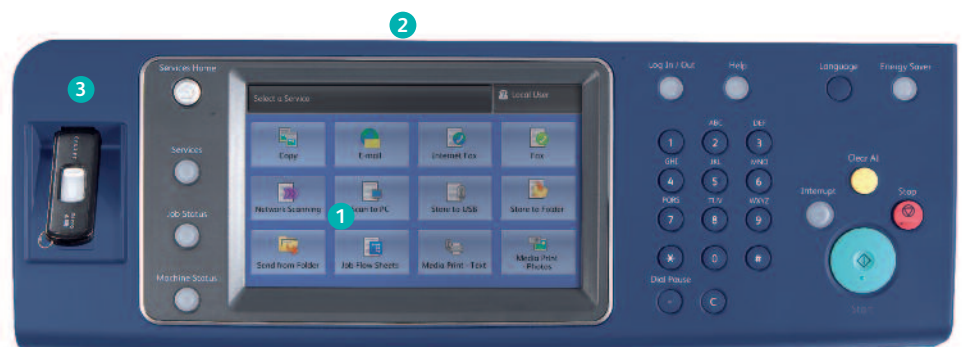 2
3
Services Home
Services
Job Status
Machine Status
Select a Service
Local User
Copy
E-mail
Internet Fax
Fax
Network Scanning
Scan to PC
Store to USB
Store to Folder
1
Send from Folder
Job Flow Sheets
Media Print - Text
Media Print - Photos
Log In / Out
Help
Language
Energy Saver
ABC
DEF
1
2
3
GHI
JKL
MNO
4
5
6
PQRS
TUV
WXYZ
7
8
9
*
0
#
Dial Pause
-
C
Clear All
Interrupt
Stop
Start